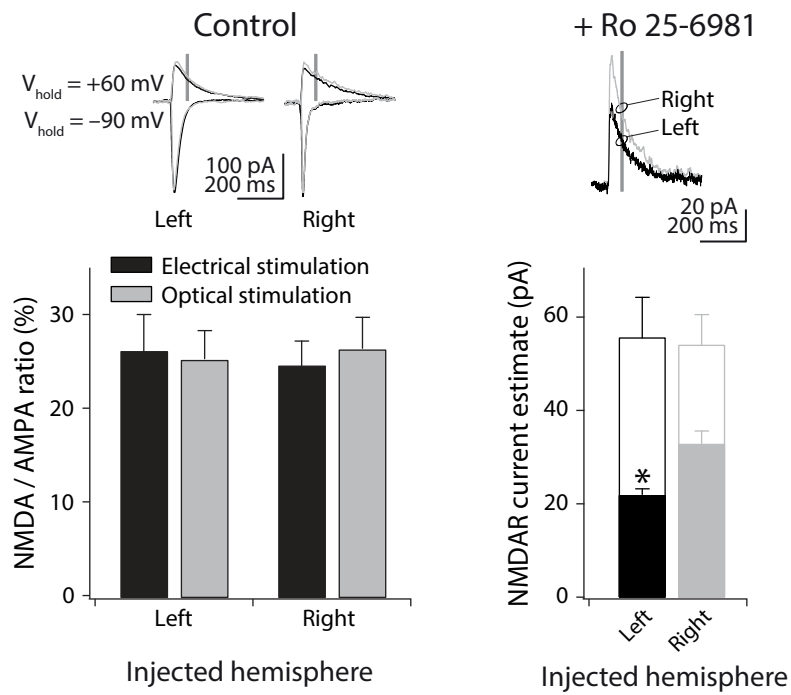 Control
V hold = +60 mV
V hold = –90 mV
100 pA
200 ms
Left
Right
+ Ro 25-6981
Right
Left
20 pA
200 ms
Electrical stimulation
Optical stimulation
NMDA / AMPA ratio (%)
30
20
10
0
Left
Right
Injected hemisphere
NMDAR current estimate (pA)
60
40
20
0
*
Left
Right
Injected hemisphere